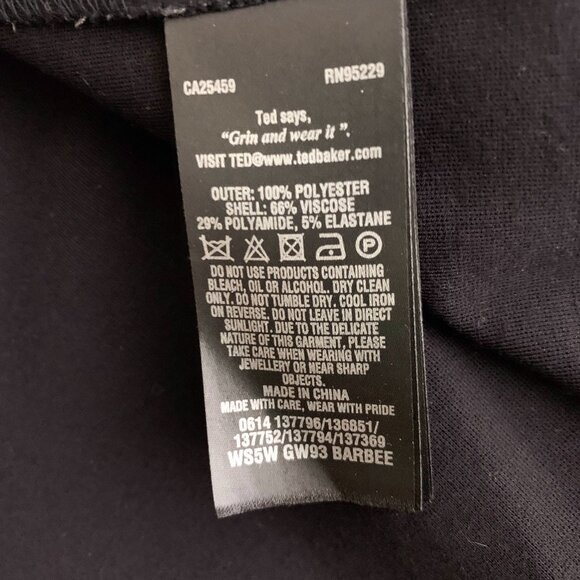 CA25459 RN95229
Ted says,
"Grin and wear it".
VISIT TED@www.tedbaker.com
OUTER: 100% POLYESTER
SHELL: 66% VISCOSE
29% POLYAMIDE, 5% ELASTANE
P
DO NOT USE PRODUCTS CONTAINING
BLEACH, OIL OR ALCOHOL. DRY CLEAN
ONLY. DO NOT TUMBLE DRY. COOL IRON
ON REVERSE. DO NOT LEAVE IN DIRECT
SUNLIGHT. DUE TO THE DELICATE
NATURE OF THIS GARMENT, PLEASE
TAKE CARE WHEN WEARING WITH
JEWELLERY OR NEAR SHARP
OBJECTS.
MADE IN CHINA
MADE WITH CARE, WEAR WITH PRIDE
0614 137796/136851/
137752/137794/137369
WS5W GW93 BARBEE